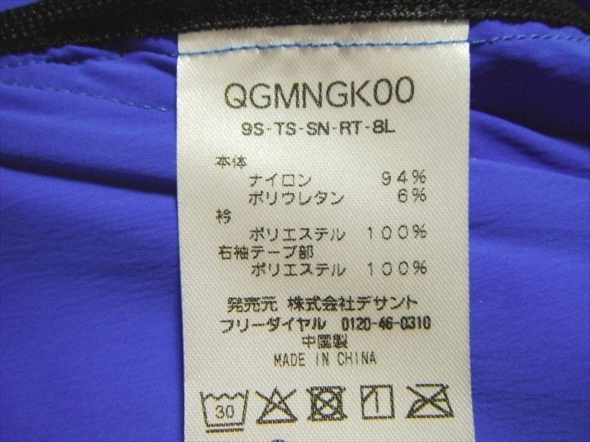 QGMNGK00
9S-TS-SN-RT-8L
本体
ナイロン 94%
ポリウレタン 6%
衿
ポリエステル 100%
右袖テープ部
ポリエステル 100%
発売元 株式会社デサント
フリーダイヤル 0120-46-0310
中国製
MADE IN CHINA
30